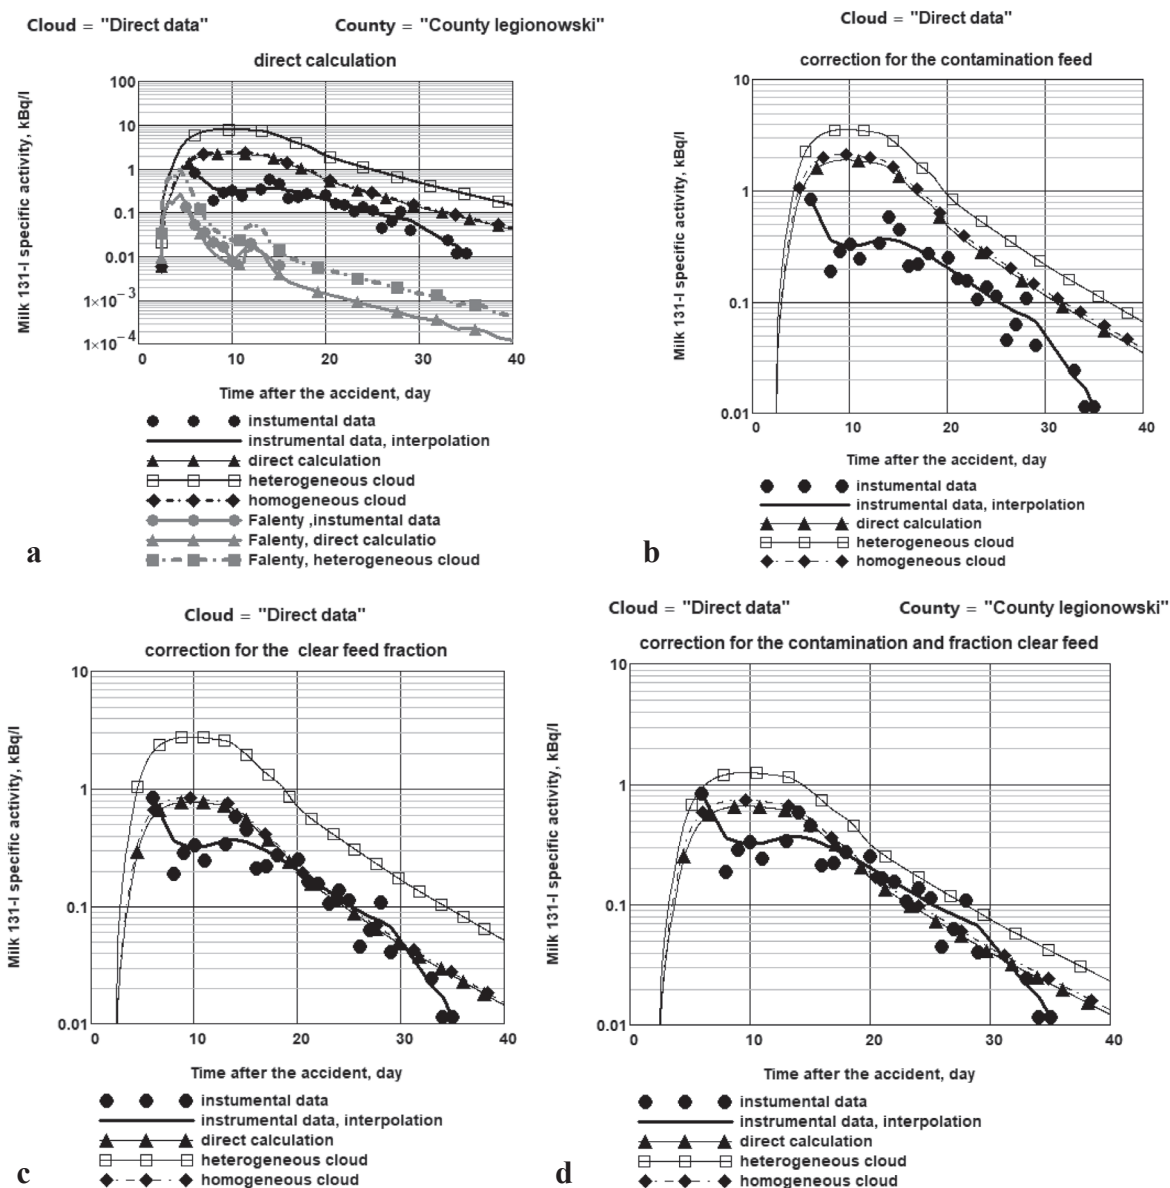 Cloud = "Direct data" County = "County legionowski"
direct calculation
Milk 131-I specific activity, kBq/l
100
10
1
0.1
0.01
1×10⁻³
1×10⁻⁴
0 10 20 30 40
Time after the accident, day
instumental data
instrumental data, interpolation
direct calculation
heterogeneous cloud
homogeneous cloud
Falenty ,instumental data
Falenty, direct calculatio
Falenty, heterogeneous cloud
a
Cloud = "Direct data"
correction for the contamination feed
Milk 131-I specific activity, kBq/l
10
1
0.1
0.01
0 10 20 30 40
Time after the accident, day
instumental data
instrumental data, interpolation
direct calculation
heterogeneous cloud
homogeneous cloud
b
Cloud = "Direct data"
correction for the clear feed fraction
Milk 131-I specific activity, kBq/l
10
1
0.1
0.01
0 10 20 30 40
Time after the accident, day
instumental data
instrumental data, interpolation
direct calculation
heterogeneous cloud
homogeneous cloud
c
Cloud = "Direct data" County = "County legionowski"
correction for the contamination and fraction clear feed
Milk 131-I specific activity, kBq/l
10
1
0.1
0.01
0 10 20 30 40
Time after the accident, day
instumental data
instrumental data, interpolation
direct calculation
heterogeneous cloud
homogeneous cloud
d